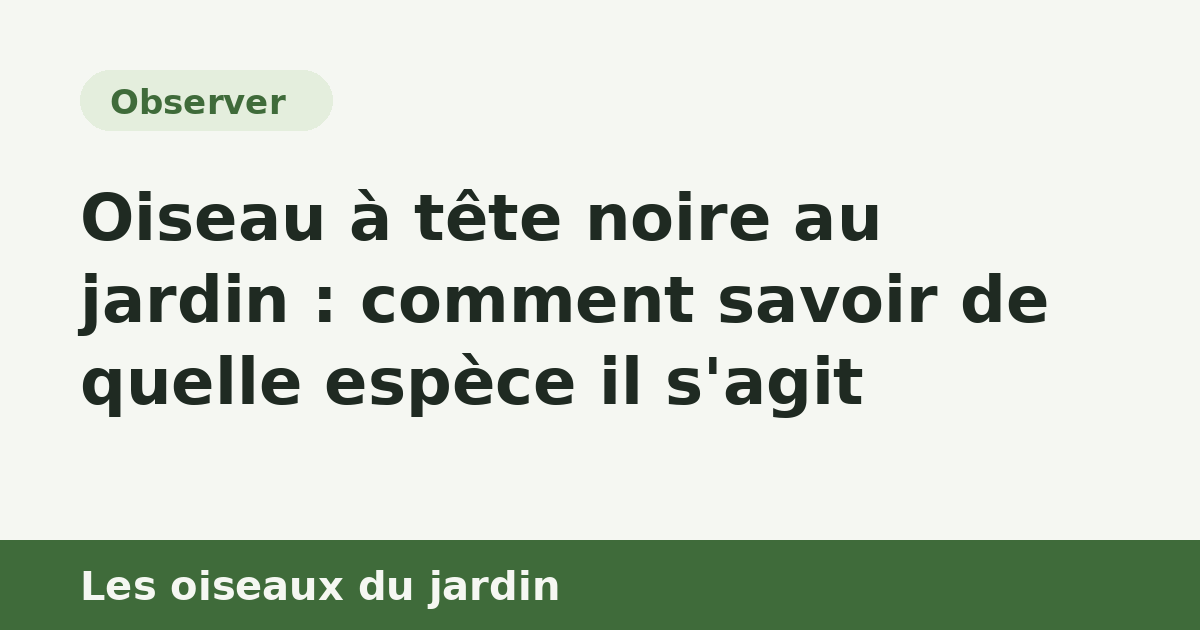 Observer
Oiseau à tête noire au
jardin : comment savoir de
quelle espèce il s'agit
Les oiseaux du jardin